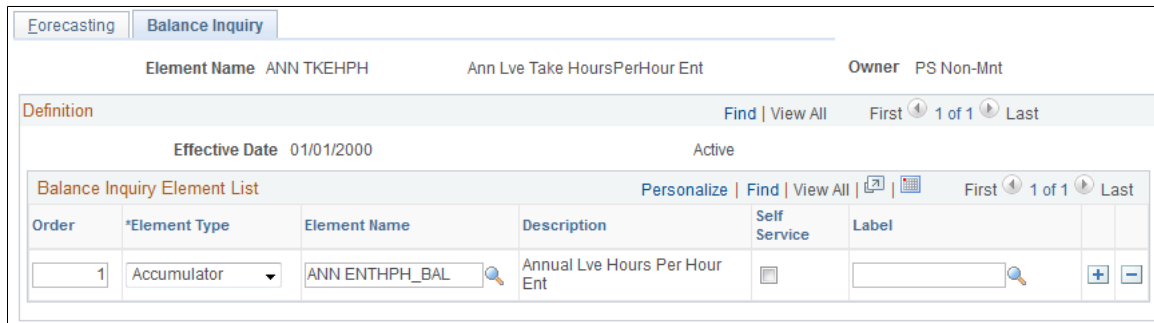 Forecasting Balance Inquiry
Element Name ANN TKEHPH Ann Lve Take HoursPerHour Ent Owner PS Non-Mnt
Definition Find | View All First 1 of 1 Last
Effective Date 01/01/2000 Active
Balance Inquiry Element List Personalize | Find | View All | | First 1 of 1 Last
Order *Element Type Element Name Description Self Service Label
1 Accumulator ANN ENTHPH_BAL Annual Lve Hours Per Hour Ent